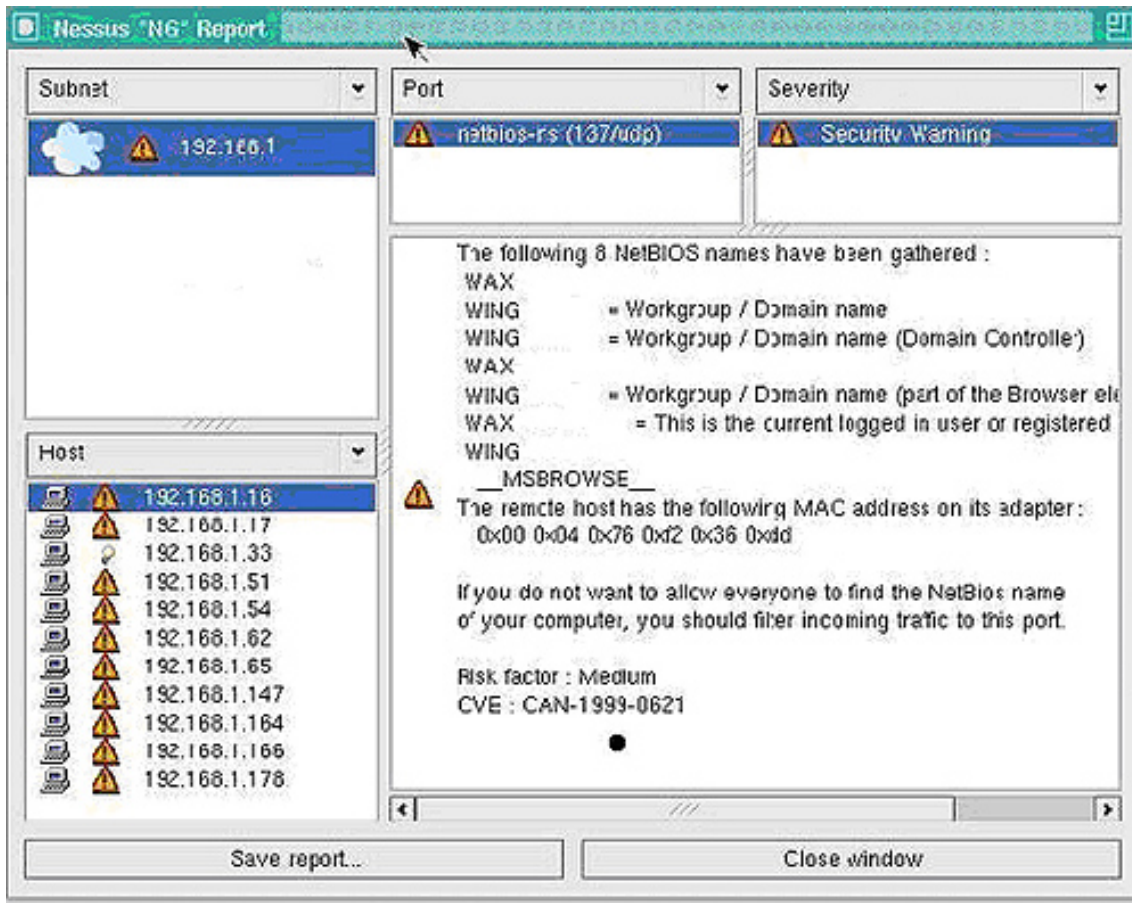 Nessus "NG" Report
Subnet
192.168.1
Port
netbios-ns (137/udp)
Severity
Security Warning
Host
192.168.1.16
192.168.1.17
192.168.1.33
192.168.1.51
192.168.1.54
192.168.1.62
192.168.1.65
192.168.1.147
192.168.1.164
192.168.1.166
192.168.1.178
The following 8 NetBIOS names have been gathered :
WAX
WING = Workgroup / Domain name
WING = Workgroup / Domain name (Domain Controller)
WAX
WING = Workgroup / Domain name (part of the Browser ele
WAX = This is the current logged in user or registered
WING
__MSBROWSE__
The remote host has the following MAC address on its adapter :
0x00 0x04 0x76 0xf2 0x36 0xdd
If you do not want to allow everyone to find the NetBios name
of your computer, you should filter incoming traffic to this port.
Risk factor : Medium
CVE : CAN-1999-0621
Save report...
Close window